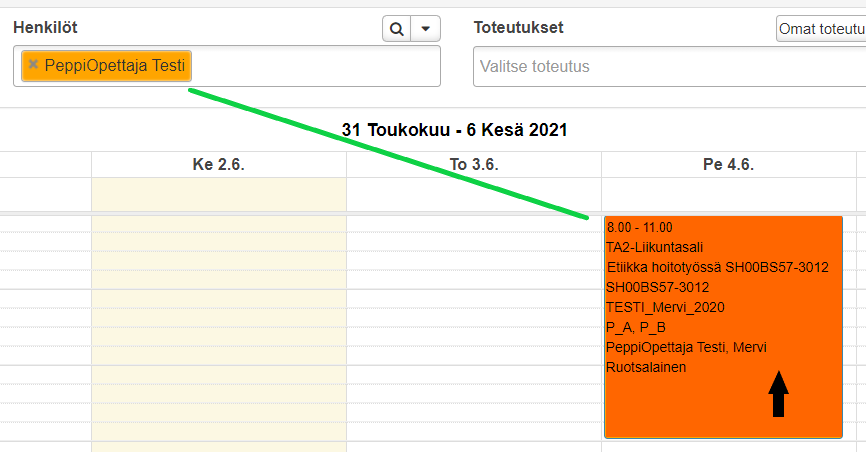 Henkilöt
Toteutukset
Omat toteutu
✖ PeppiOpettaja Testi
Valitse toteutus
31 Toukokuu - 6 Kesä 2021
Ke 2.6.
To 3.6.
Pe 4.6.
8.00 - 11.00
TA2-Liikuntasali
Etiikka hoitotyössä SH00BS57-3012
SH00BS57-3012
TESTI_Mervi_2020
P_A, P_B
PeppiOpettaja Testi, Mervi
Ruotsalainen